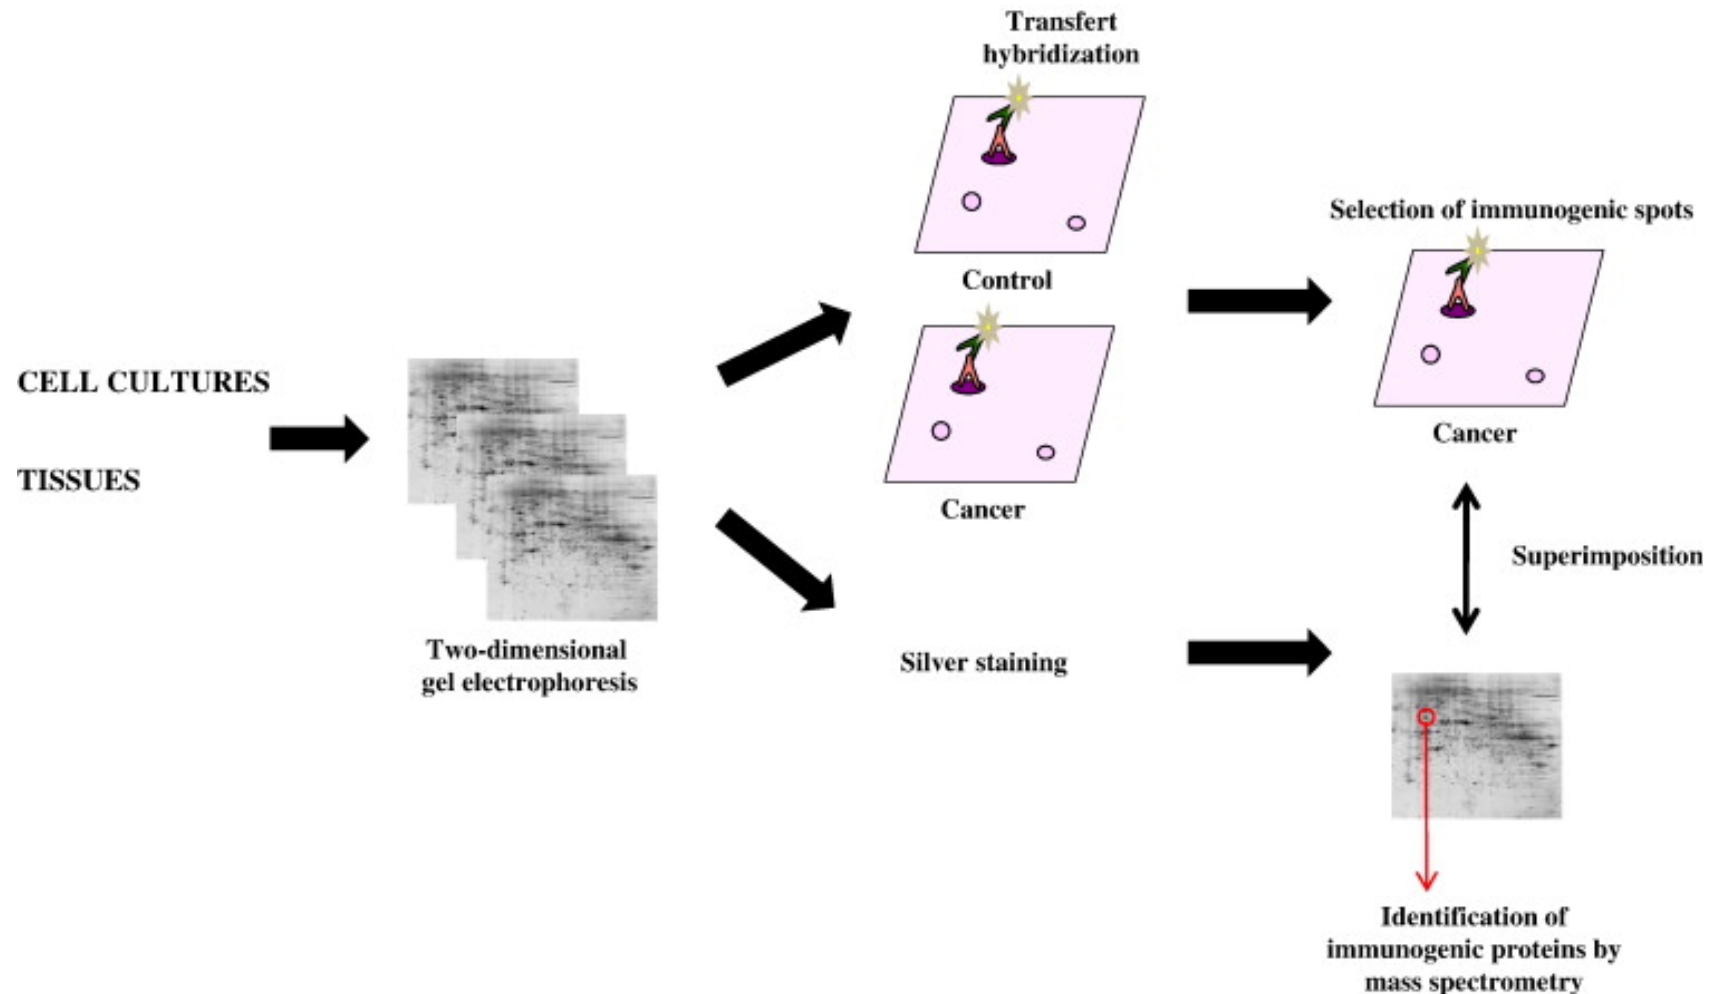 Transfert
hybridization
Control
Cancer
CELL CULTURES
TISSUES
Two-dimensional
gel electrophoresis
Silver staining
Selection of immunogenic spots
Cancer
Superimposition
Identification of
immunogenic proteins by
mass spectrometry